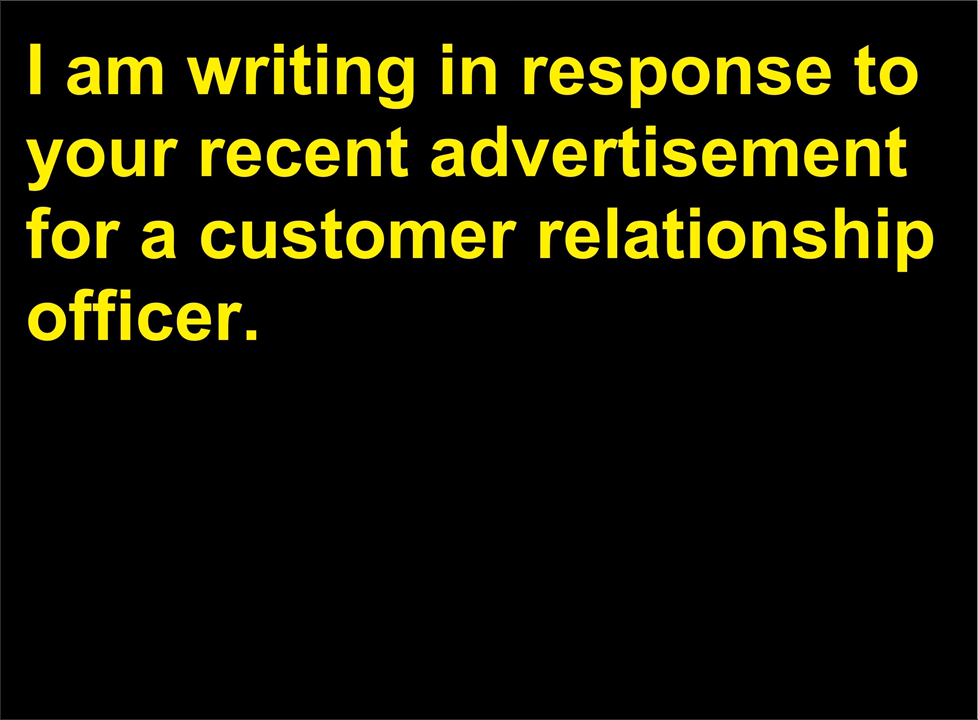 I am writing in response to
your recent advertisement
for a customer relationship
officer.